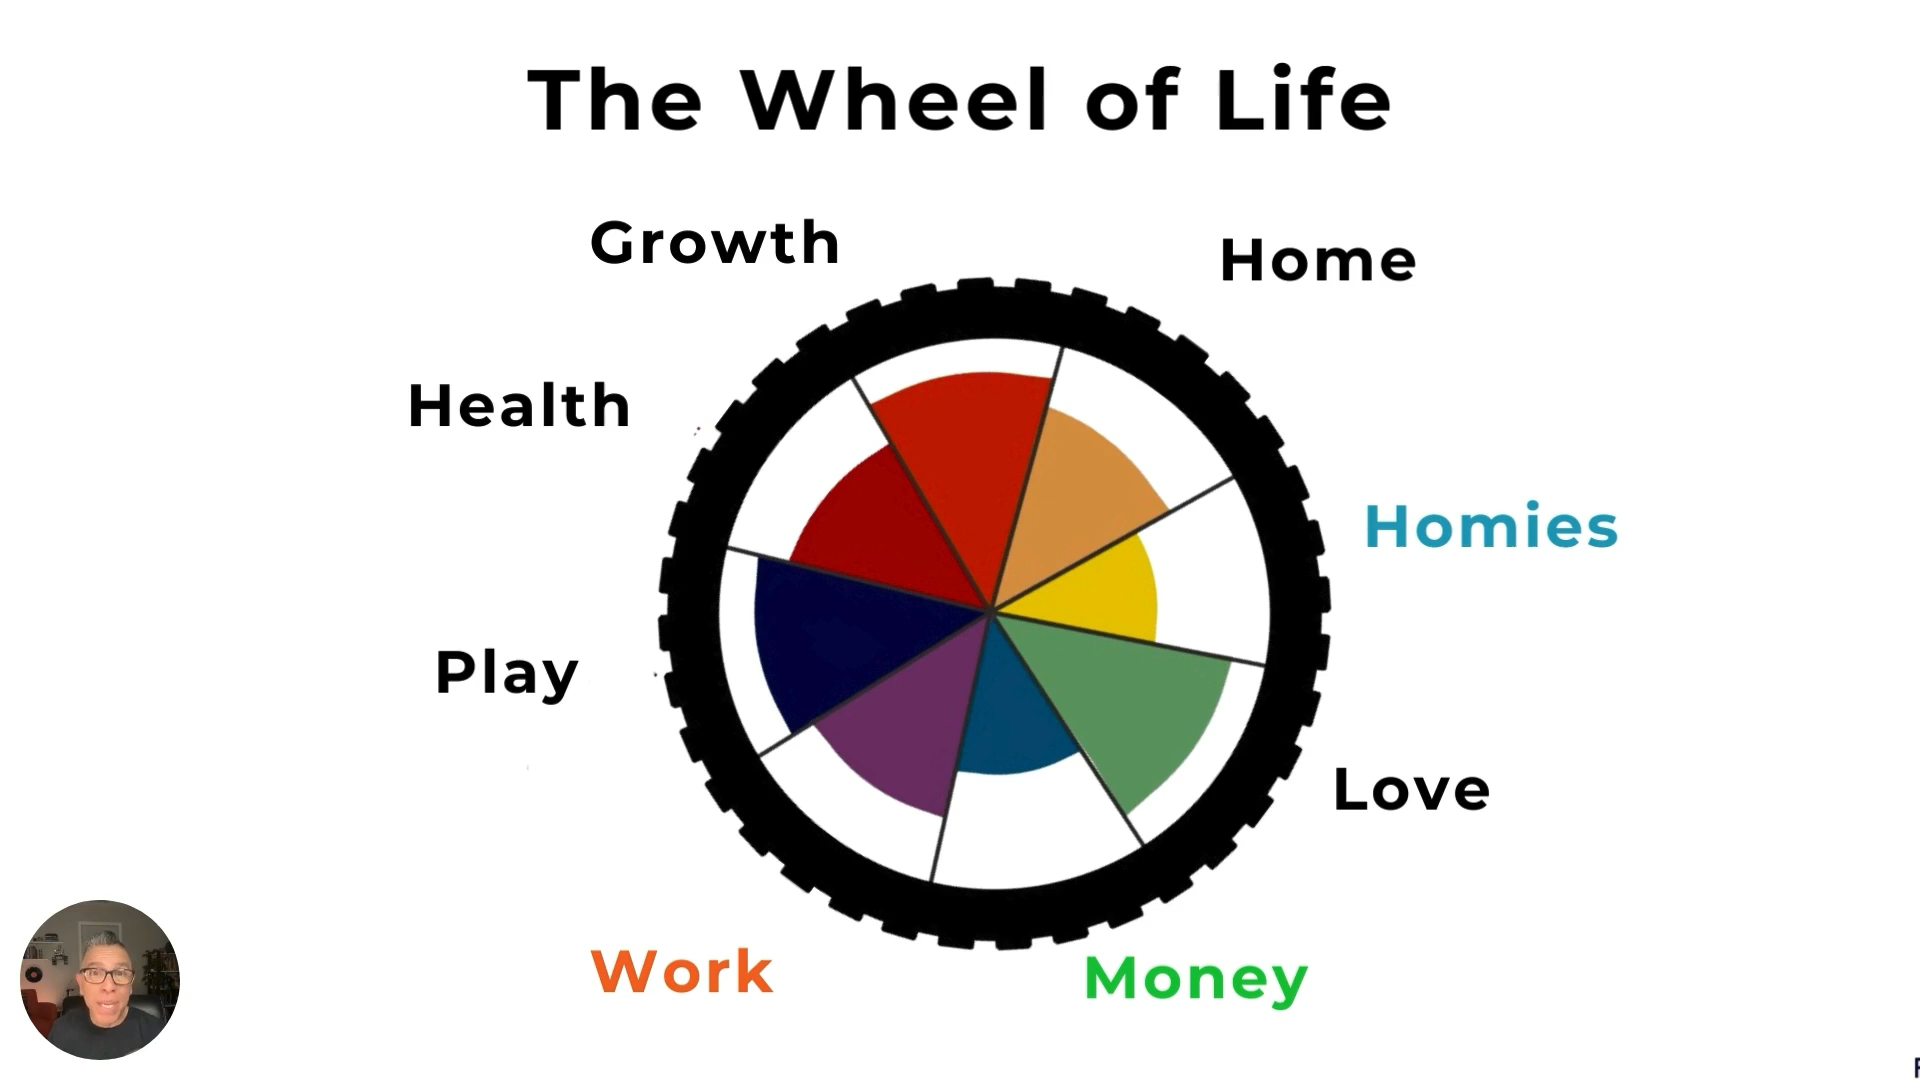 The Wheel of Life
Growth
Home
Health
Homies
Play
Love
Work
Money